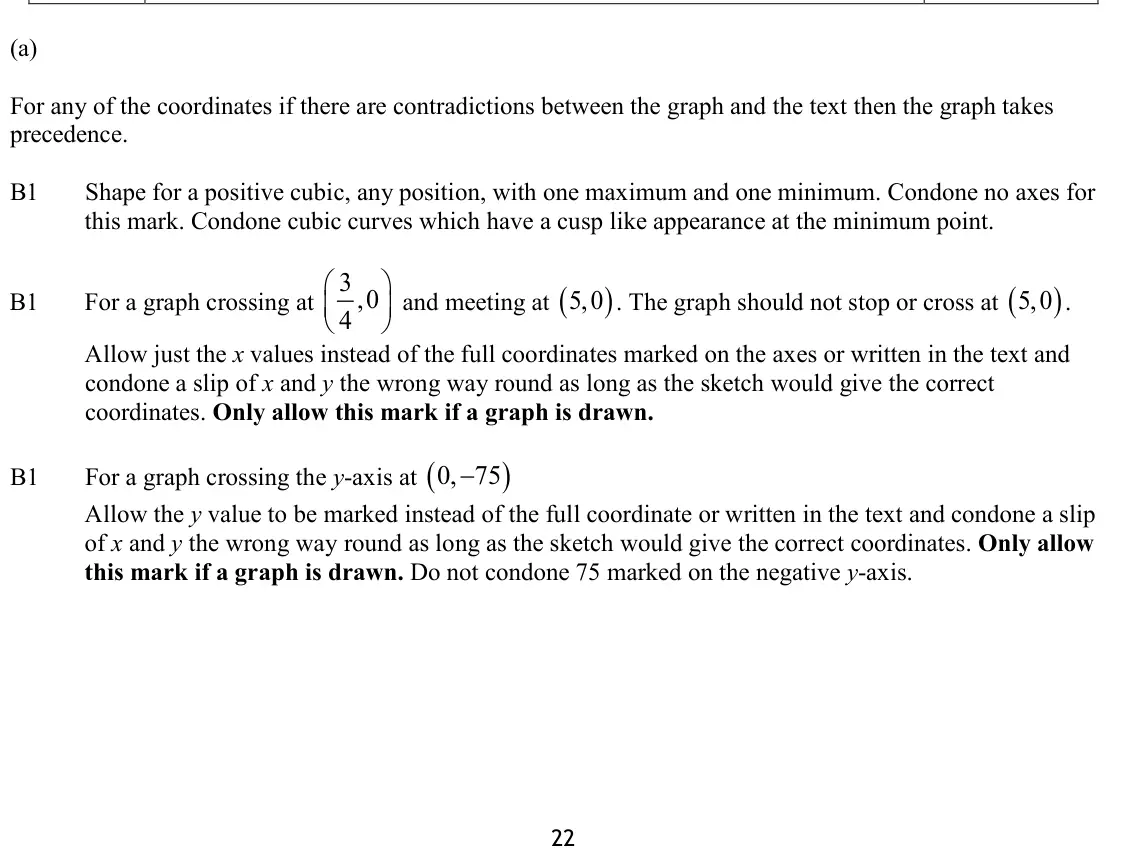 (a)
For any of the coordinates if there are contradictions between the graph and the text then the graph takes
precedence.
B1 Shape for a positive cubic, any position, with one maximum and one minimum. Condone no axes for
this mark. Condone cubic curves which have a cusp like appearance at the minimum point.
B1 For a graph crossing at (3/4, 0) and meeting at (5,0). The graph should not stop or cross at (5,0).
Allow just the x values instead of the full coordinates marked on the axes or written in the text and
condone a slip of x and y the wrong way round as long as the sketch would give the correct
coordinates. Only allow this mark if a graph is drawn.
B1 For a graph crossing the y-axis at (0,−75)
Allow the y value to be marked instead of the full coordinate or written in the text and condone a slip
of x and y the wrong way round as long as the sketch would give the correct coordinates. Only allow
this mark if a graph is drawn. Do not condone 75 marked on the negative y-axis.
22